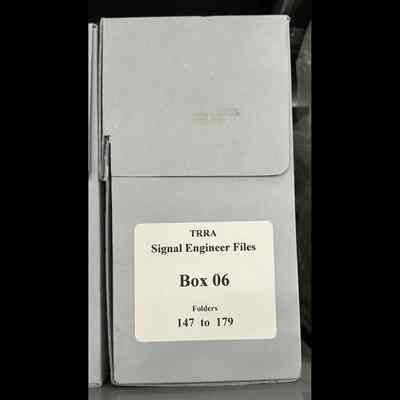 TRRA
Signal Engineer Files
Box 06
Folders
147 to 179